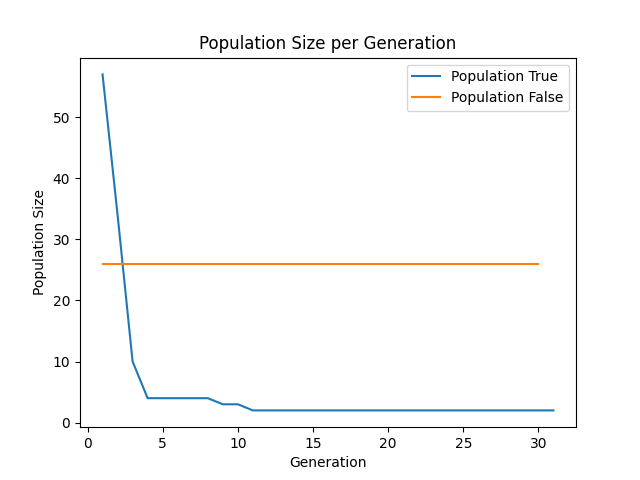 Population Size per Generation
Population True
Population False
50
40
30
20
10
0
Population Size
0 5 10 15 20 25 30
Generation